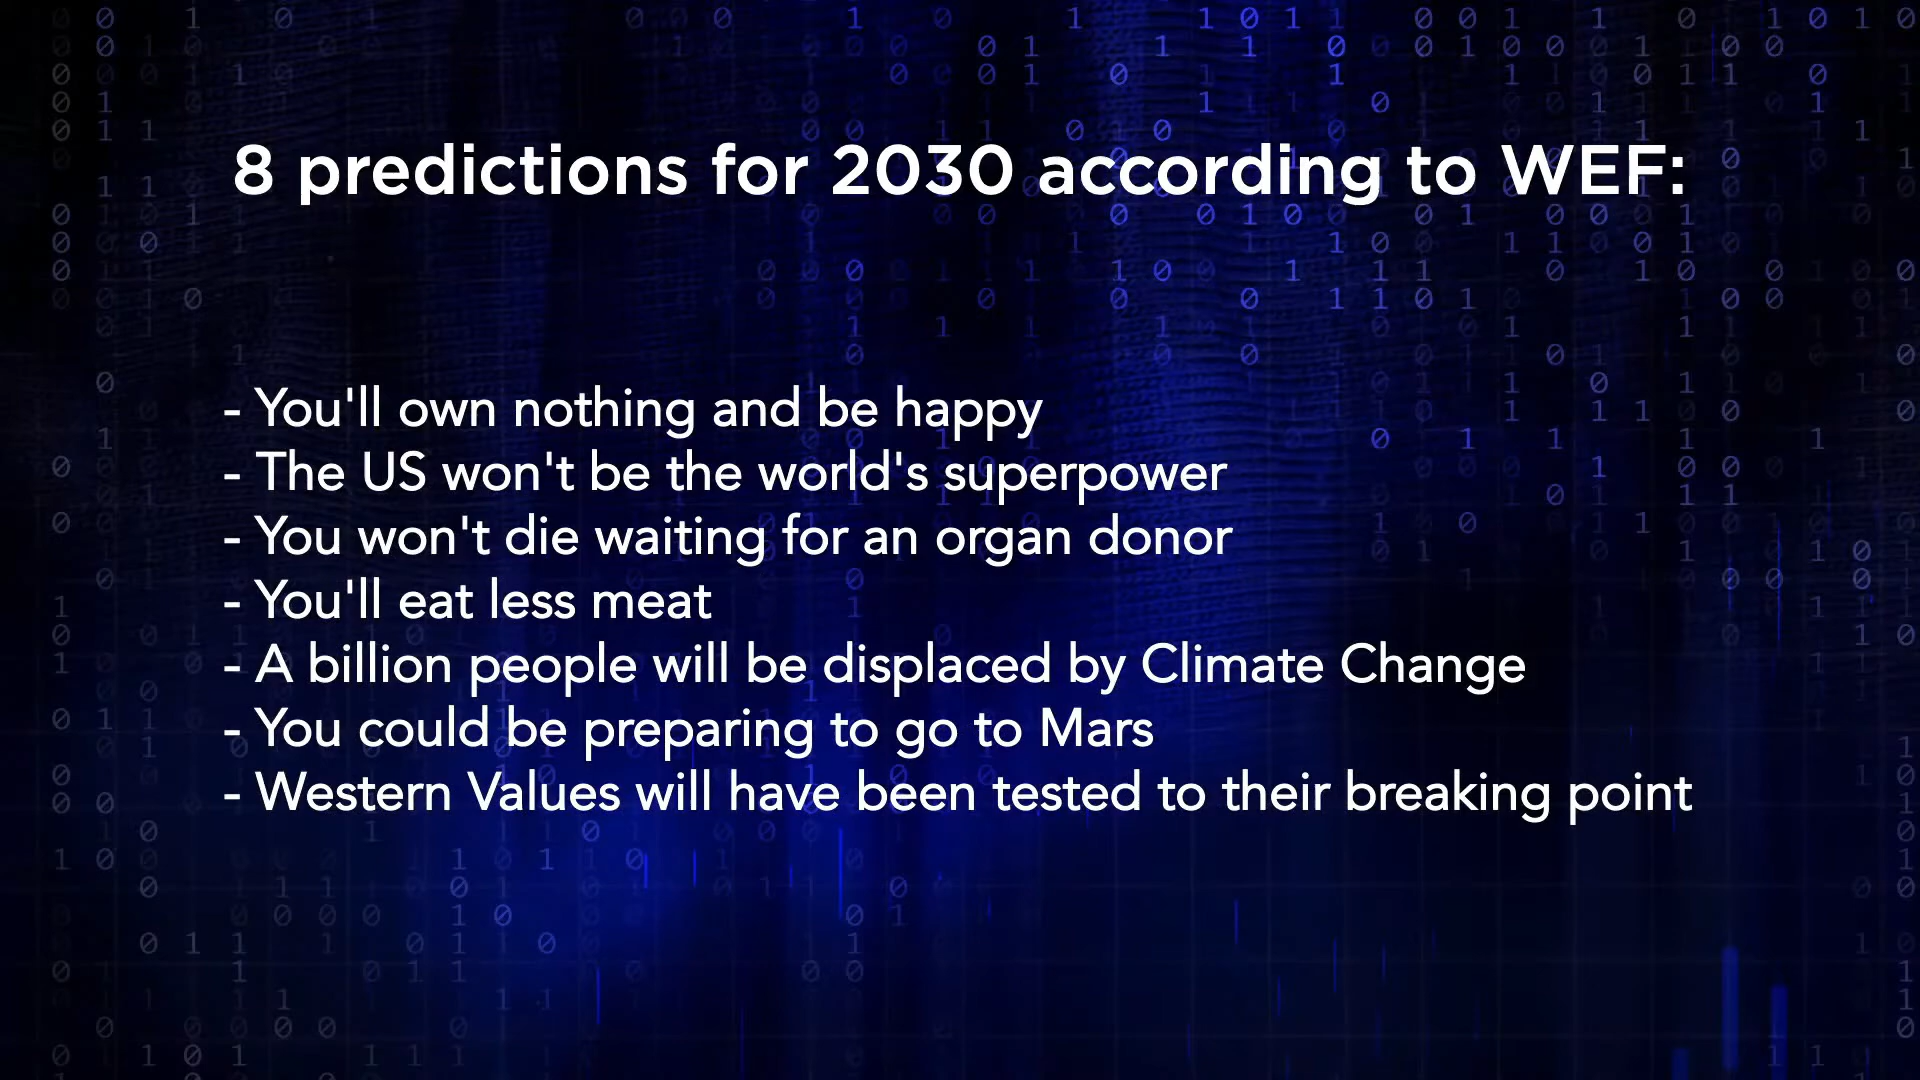 8 predictions for 2030 according to WEF:
- You'll own nothing and be happy
- The US won't be the world's superpower
- You won't die waiting for an organ donor
- You'll eat less meat
- A billion people will be displaced by Climate Change
- You could be preparing to go to Mars
- Western Values will have been tested to their breaking point